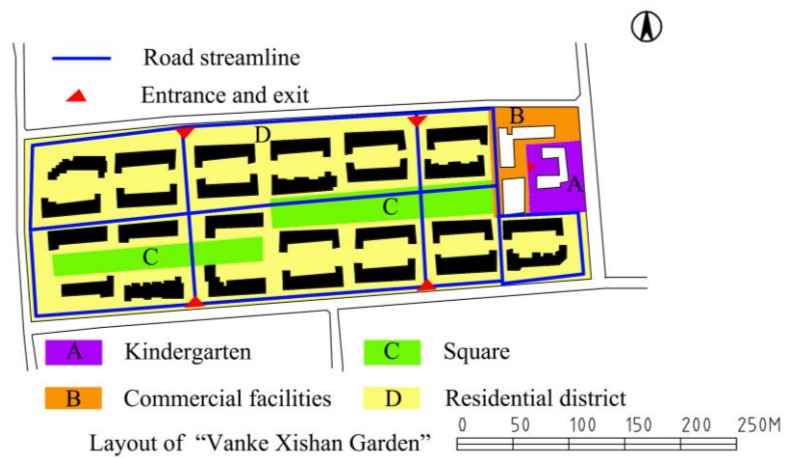 Road streamline
Entrance and exit
B
D
A
C
C
A Kindergarten C Square
B Commercial facilities D Residential district
0 50 100 150 200 250M
Layout of “Vanke Xishan Garden”